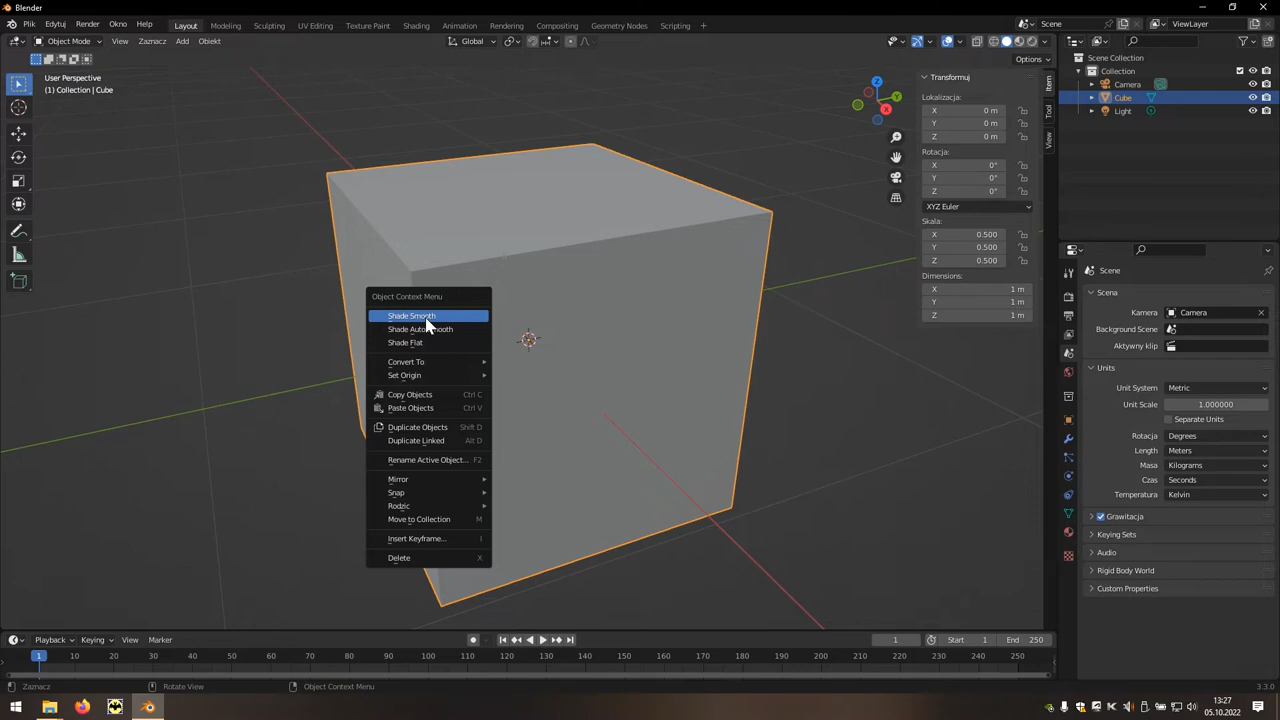 Blender
Plik Edytuj Render Okno Pomoc Layout Modeling Sculpting UV Editing Texture Paint Shading Animation Rendering Compositing Geometry Nodes Scripting + Scene ViewLayer
Object Mode View Zaznacz Add Obiekt Global
Options
User Perspective
(1) Collection | Cube
Z
Y
X
Transformuj
Lokalizacja:
X 0 m
Y 0 m
Z 0 m
Rotacja:
X 0°
Y 0°
Z 0°
XYZ Euler
Skala:
X 0.500
Y 0.500
Z 0.500
Dimensions:
X 1 m
Y 1 m
Z 1 m
Item
Tool
View
Object Context Menu
Shade Smooth
Shade Auto Smooth
Shade Flat
Convert To
Set Origin
Copy Objects Ctrl C
Paste Objects Ctrl V
Duplicate Objects Shift D
Duplicate Linked Alt D
Rename Active Object... F2
Mirror
Snap
Rodzic
Move to Collection M
Insert Keyframe... I
Delete X
Scene Collection
Collection
Camera
Cube
Light
Scene
Scena
Kamera Camera
Background Scene
Aktywny klip
Units
Unit System Metric
Unit Scale 1.000000
Separate Units
Rotacja Degrees
Length Meters
Masa Kilograms
Czas Seconds
Temperatura Kelvin
Grawitacja
Keying Sets
Audio
Rigid Body World
Custom Properties
Playback Keying View Marker 1 Start 1 End 250
1 10 20 30 40 50 60 70 80 90 100 110 120 130 140 150 160 170 180 190 200 210 220 230 240 250
Zaznacz Rotate View Object Context Menu 3.3.0
13:27
05.10.2022